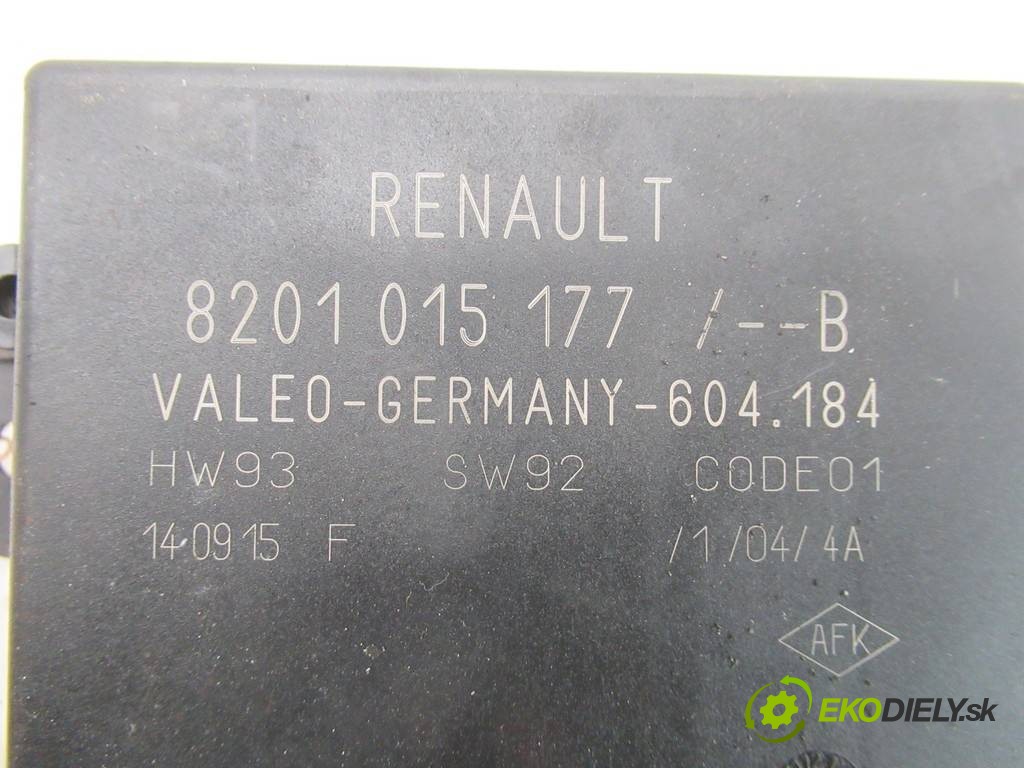 RENAULT
8201 015 177 /--B
VALEO-GERMANY-604.184
HW93 SW92 CODE01
140915 F /1/04/4A
AFK
EKODIELY.sk